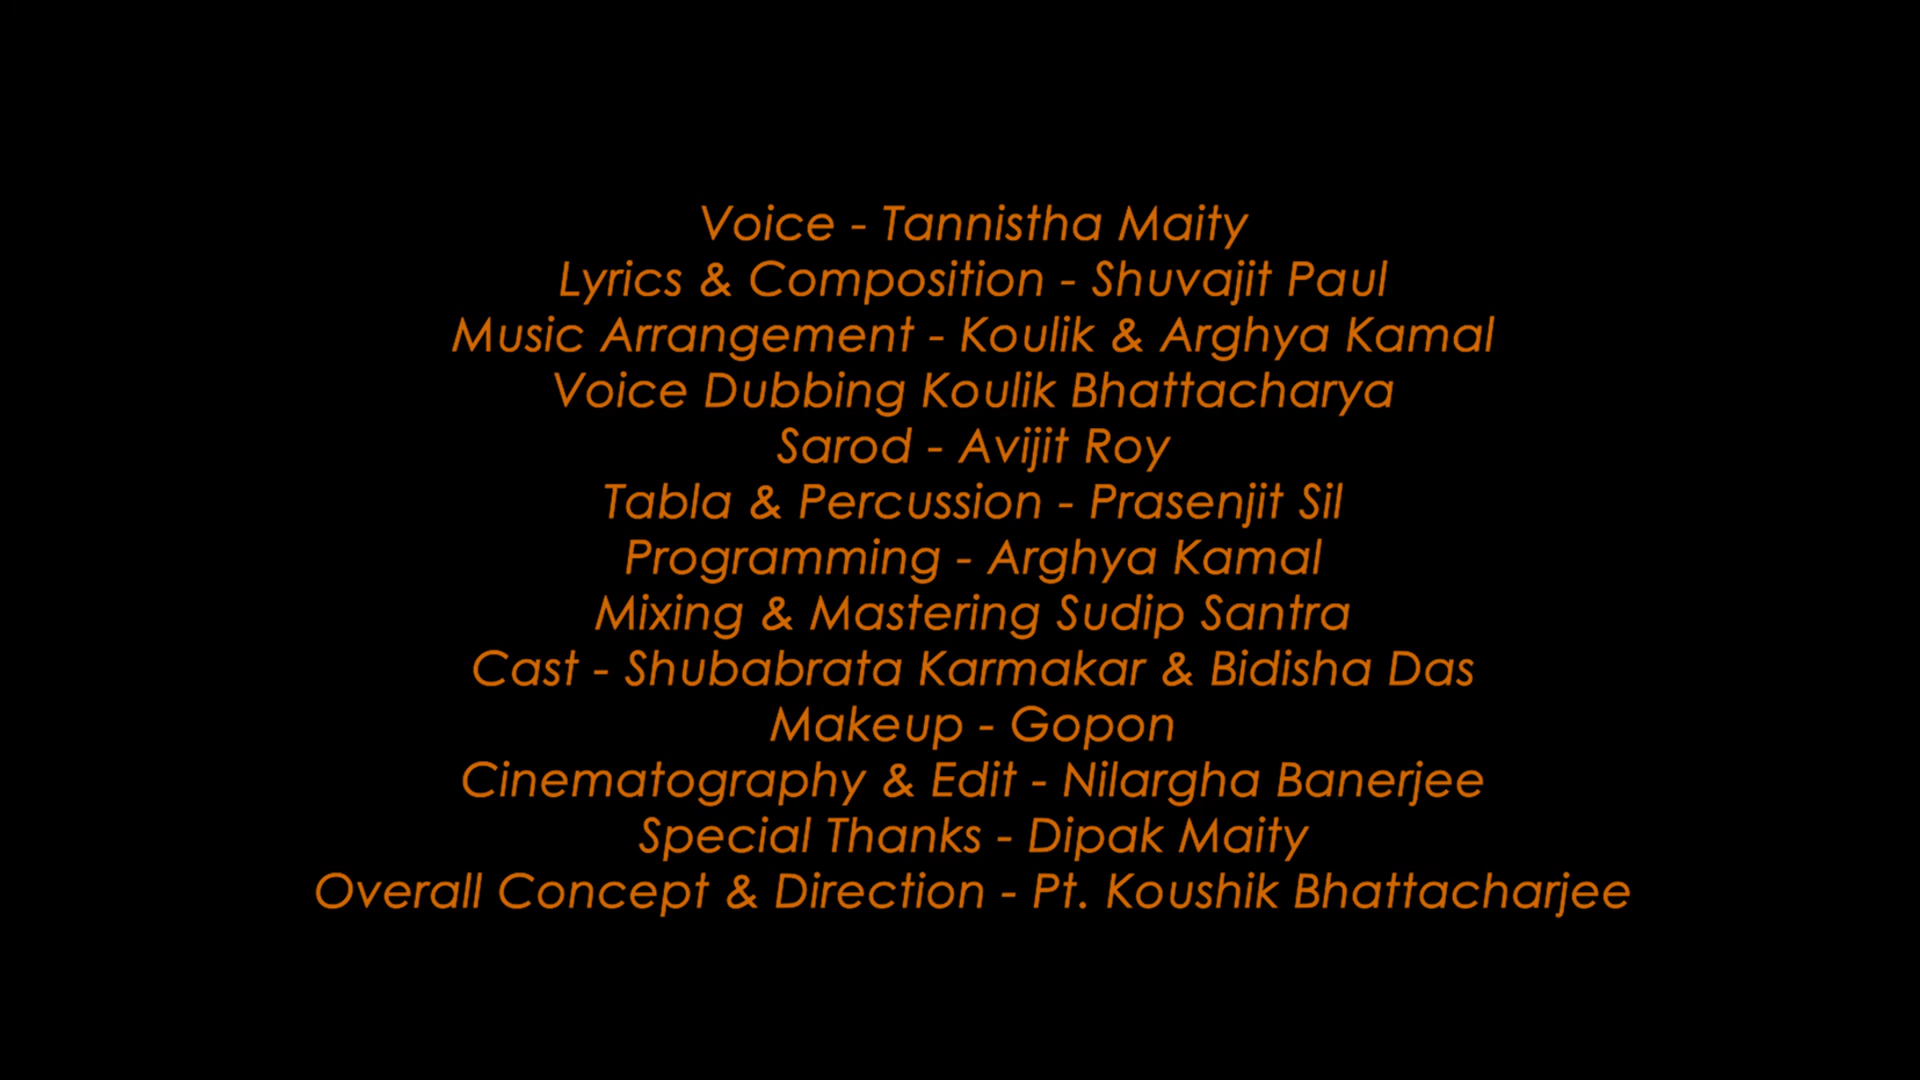 Voice - Tannistha Maity
Lyrics & Composition - Shuvajit Paul
Music Arrangement - Koulik & Arghya Kamal
Voice Dubbing Koulik Bhattacharya
Sarod - Avijit Roy
Tabla & Percussion - Prasenjit Sil
Programming - Arghya Kamal
Mixing & Mastering Sudip Santra
Cast - Shubabrata Karmakar & Bidisha Das
Makeup - Gopon
Cinematography & Edit - Nilargha Banerjee
Special Thanks - Dipak Maity
Overall Concept & Direction - Pt. Koushik Bhattacharjee